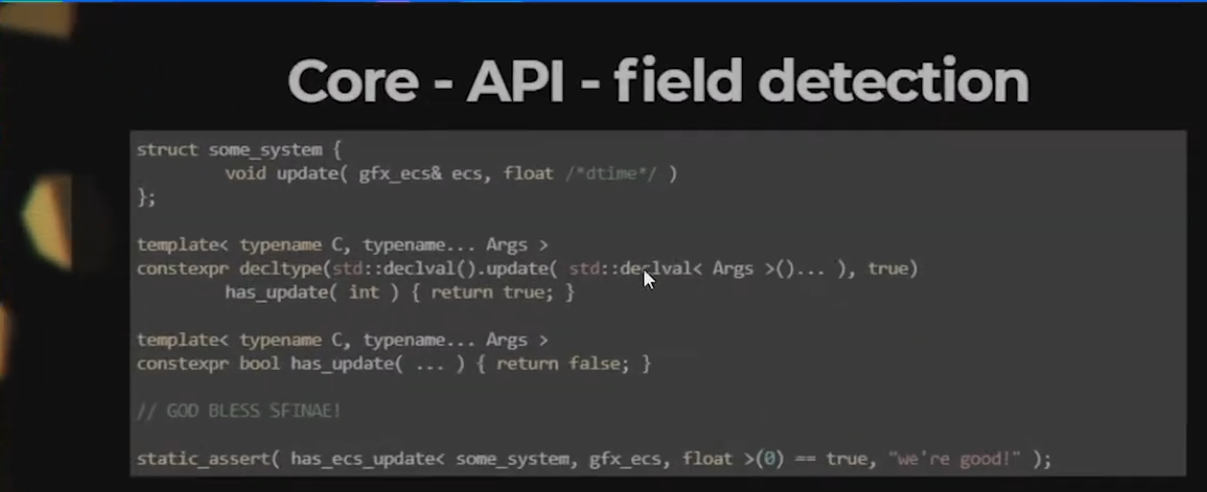 Core - API - field detection
struct some_system {
void update( gfx_ecs& ecs, float /*dtime*/ )
};
template< typename C, typename... Args >
constexpr decltype(std::declval().update( std::declval< Args >()... ), true)
has_update( int ) { return true; }
template< typename C, typename... Args >
constexpr bool has_update( ... ) { return false; }
// GOD BLESS SFINAE!
static_assert( has_ecs_update< some_system, gfx_ecs, float >(0) == true, "we're good!" );